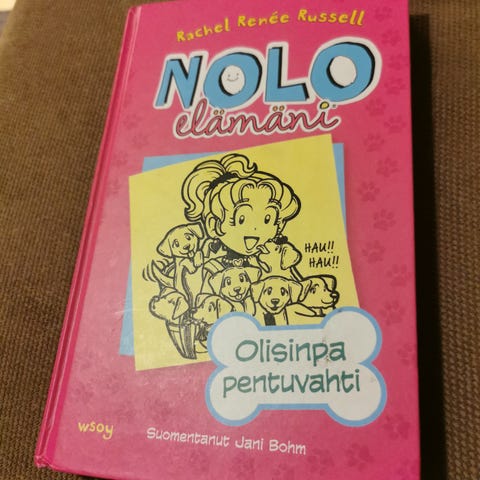 Rachel Renée Russell
NOLO
elämäni
HAU!!
HAU!!
Olisinpa
pentuvahti
wsoy
Suomentanut Jani Bohm